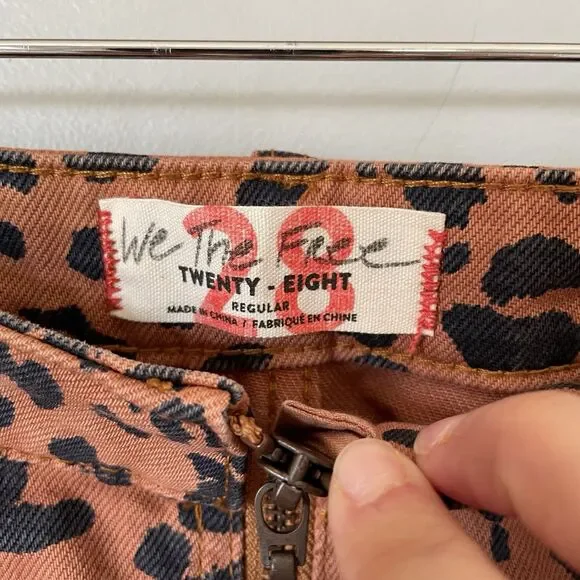 We The Free
28
TWENTY - EIGHT
REGULAR
MADE IN CHINA / FABRIQUÉ EN CHINE